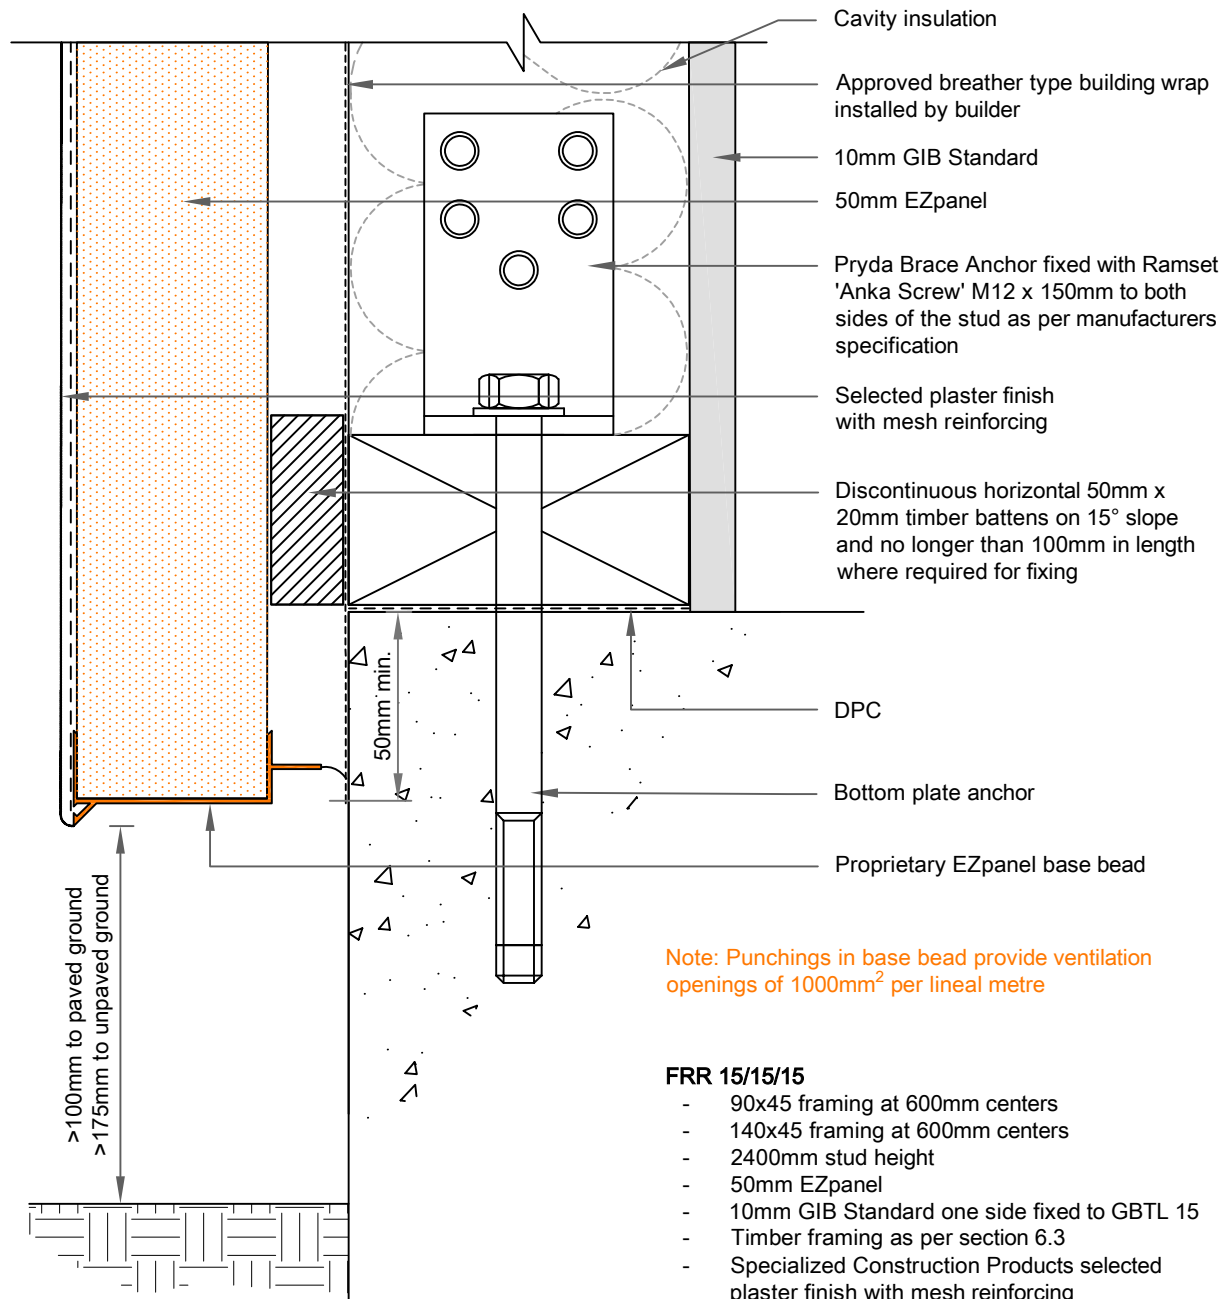 Cavity insulation
Approved breather type building wrap
installed by builder
10mm GIB Standard
50mm EZpanel
Pryda Brace Anchor fixed with Ramset
'Anka Screw' M12 x 150mm to both
sides of the stud as per manufacturers
specification
Selected plaster finish
with mesh reinforcing
Discontinuous horizontal 50mm x
20mm timber battens on 15° slope
and no longer than 100mm in length
where required for fixing
50mm min.
DPC
Bottom plate anchor
Proprietary EZpanel base bead
>100mm to paved ground
>175mm to unpaved ground
Note: Punchings in base bead provide ventilation
openings of 1000mm² per lineal metre
FRR 15/15/15
- 90x45 framing at 600mm centers
- 140x45 framing at 600mm centers
- 2400mm stud height
- 50mm EZpanel
- 10mm GIB Standard one side fixed to GBTL 15
- Timber framing as per section 6.3
- Specialized Construction Products selected
plaster finish with mesh reinforcing